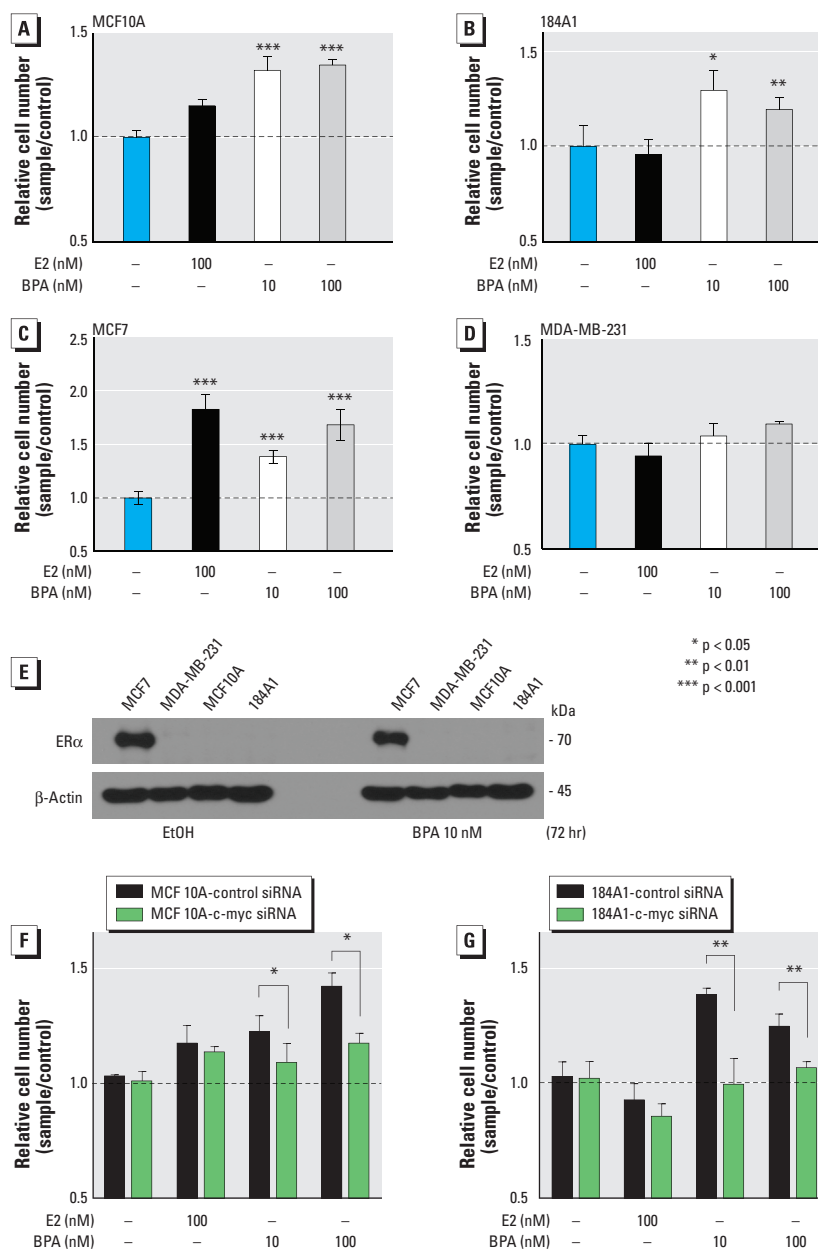 A MCF10A
Relative cell number
(sample/control)
1.5
1.0
0.5
*** ***
E2 (nM) – 100 – –
BPA (nM) – – 10 100
B 184A1
Relative cell number
(sample/control)
1.5
1.0
0.5
* **
E2 (nM) – 100 – –
BPA (nM) – – 10 100
C MCF7
Relative cell number
(sample/control)
2.5
2.0
1.5
1.0
0.5
*** *** ***
E2 (nM) – 100 – –
BPA (nM) – – 10 100
D MDA-MB-231
Relative cell number
(sample/control)
1.5
1.0
0.5
E2 (nM) – 100 – –
BPA (nM) – – 10 100
* p < 0.05
** p < 0.01
*** p < 0.001
E
MCF7 MDA-MB-231 MCF10A 184A1 MCF7 MDA-MB-231 MCF10A 184A1
kDa
ERα - 70
β-Actin - 45
EtOH BPA 10 nM (72 hr)
F
MCF 10A-control siRNA
MCF 10A-c-myc siRNA
Relative cell number
(sample/control)
1.5
1.0
0.5
* *
E2 (nM) – 100 – –
BPA (nM) – – 10 100
G
184A1-control siRNA
184A1-c-myc siRNA
Relative cell number
(sample/control)
1.5
1.0
0.5
** **
E2 (nM) – 100 – –
BPA (nM) – – 10 100